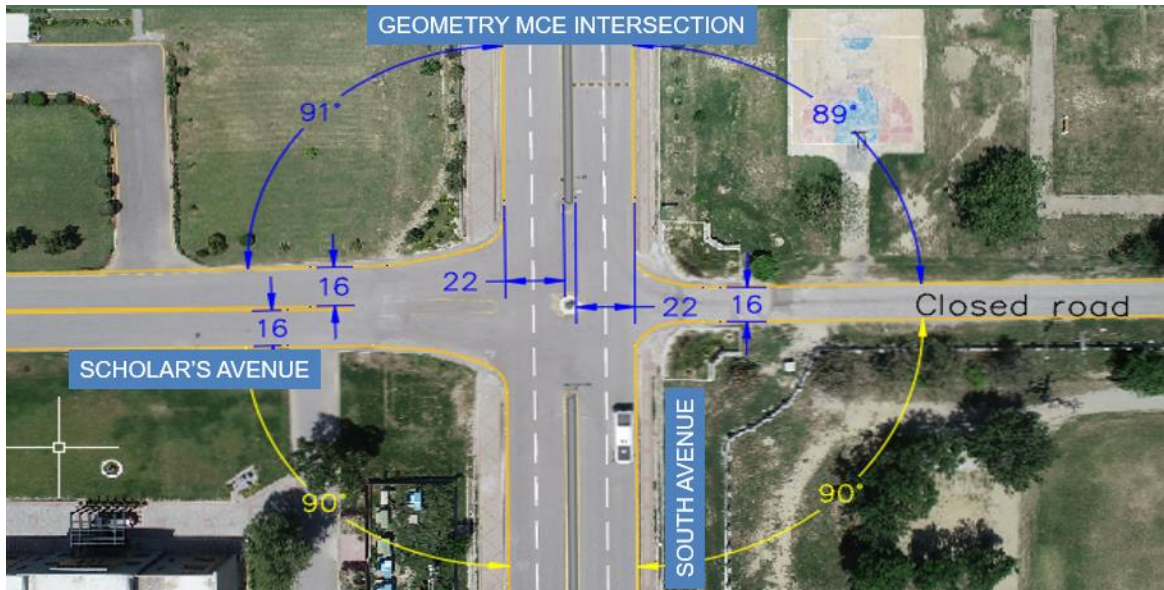 GEOMETRY MCE INTERSECTION
91°
89°
16
22
22
16
16
Closed road
SCHOLAR'S AVENUE
SOUTH AVENUE
90°
90°